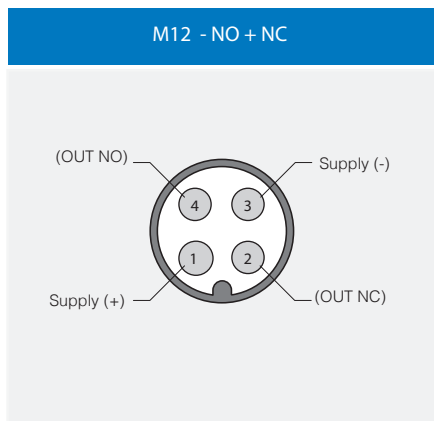 M12 - NO + NC
(OUT NO)
Supply (-)
4
3
1
2
Supply (+)
(OUT NC)